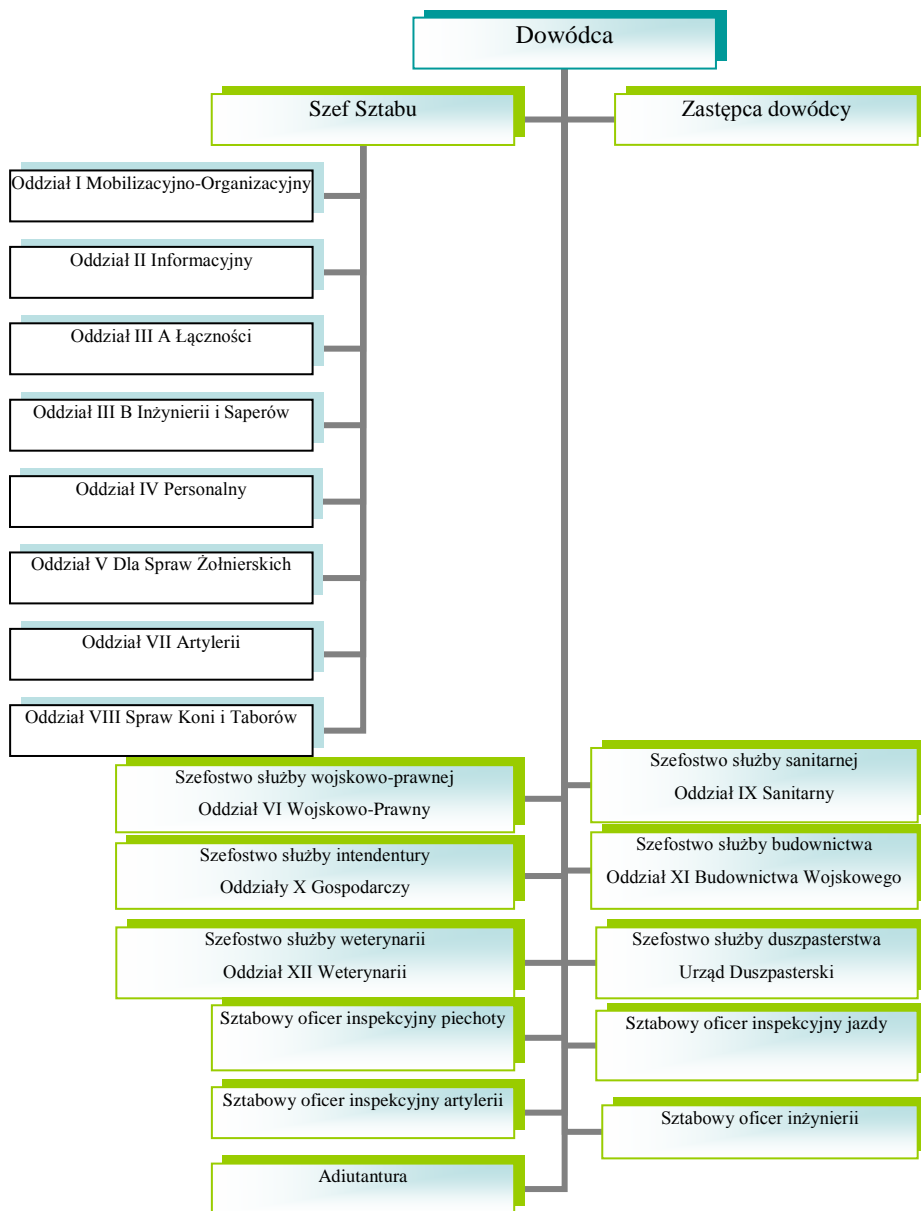 Dowódca
Szef Sztabu
Zastępca dowódcy
Oddział I Mobilizacyjno-Organizacyjny
Oddział II Informacyjny
Oddział III A Łączności
Oddział III B Inżynierii i Saperów
Oddział IV Personalny
Oddział V Dla Spraw Żołnierskich
Oddział VII Artylerii
Oddział VIII Spraw Koni i Taborów
Szefostwo służby wojskowo-prawnej
Oddział VI Wojskowo-Prawny
Szefostwo służby sanitarnej
Oddział IX Sanitarny
Szefostwo służby intendentury
Oddziały X Gospodarczy
Szefostwo służby budownictwa
Oddział XI Budownictwa Wojskowego
Szefostwo służby weterynarii
Oddział XII Weterynarii
Szefostwo służby duszpasterstwa
Urząd Duszpasterski
Sztabowy oficer inspekcyjny piechoty
Sztabowy oficer inspekcyjny jazdy
Sztabowy oficer inspekcyjny artylerii
Sztabowy oficer inżynierii
Adiutantura